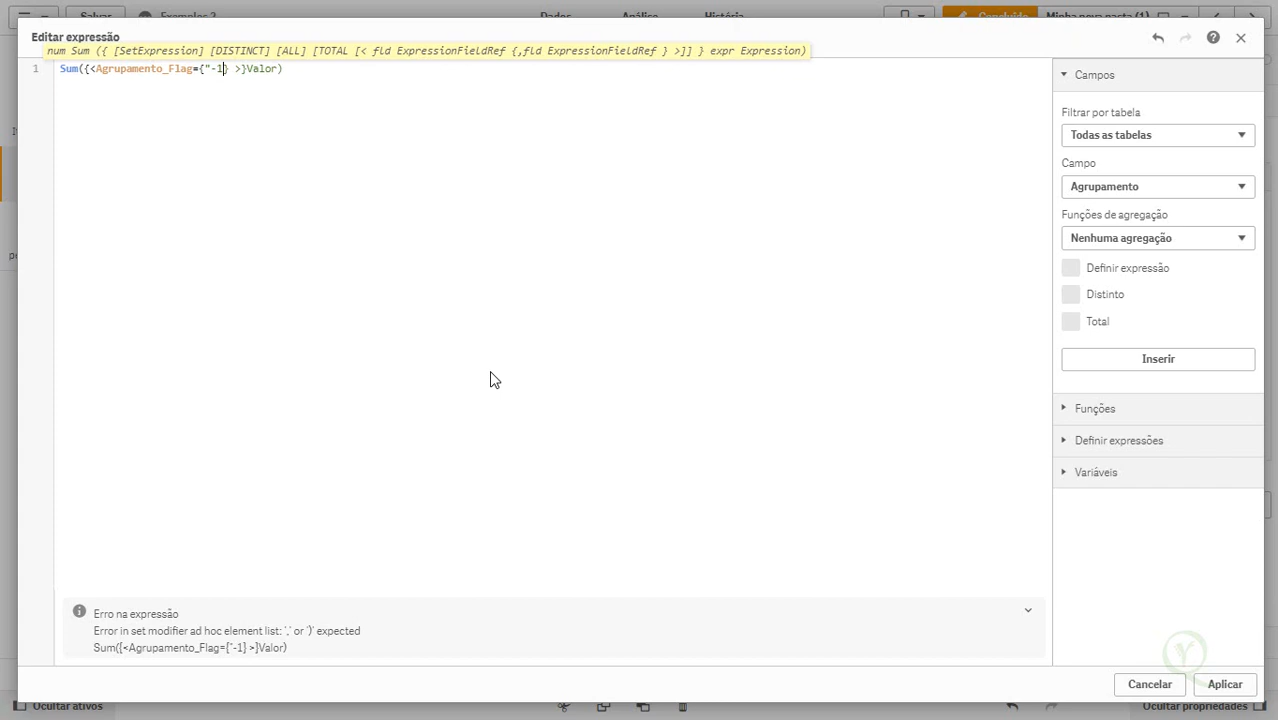 Salvar
Exemplos 2
Dados
Análise
História
Concluído
Minha nova pasta (1)
Editar expressão
num Sum ({ [SetExpression] [DISTINCT] [ALL] [TOTAL [< fld ExpressionFieldRef {,fld ExpressionFieldRef } >]] } expr Expression)
1
Sum({<Agrupamento_Flag={"-1} >}Valor)
Campos
Filtrar por tabela
Todas as tabelas
Campo
Agrupamento
Funções de agregação
Nenhuma agregação
Definir expressão
Distinto
Total
Inserir
Funções
Definir expressões
Variáveis
Erro na expressão
Error in set modifier ad hoc element list: ',' or ')' expected
Sum({<Agrupamento_Flag={"-1} >}Valor)
Cancelar
Aplicar
Ocultar ativos
Ocultar propriedades